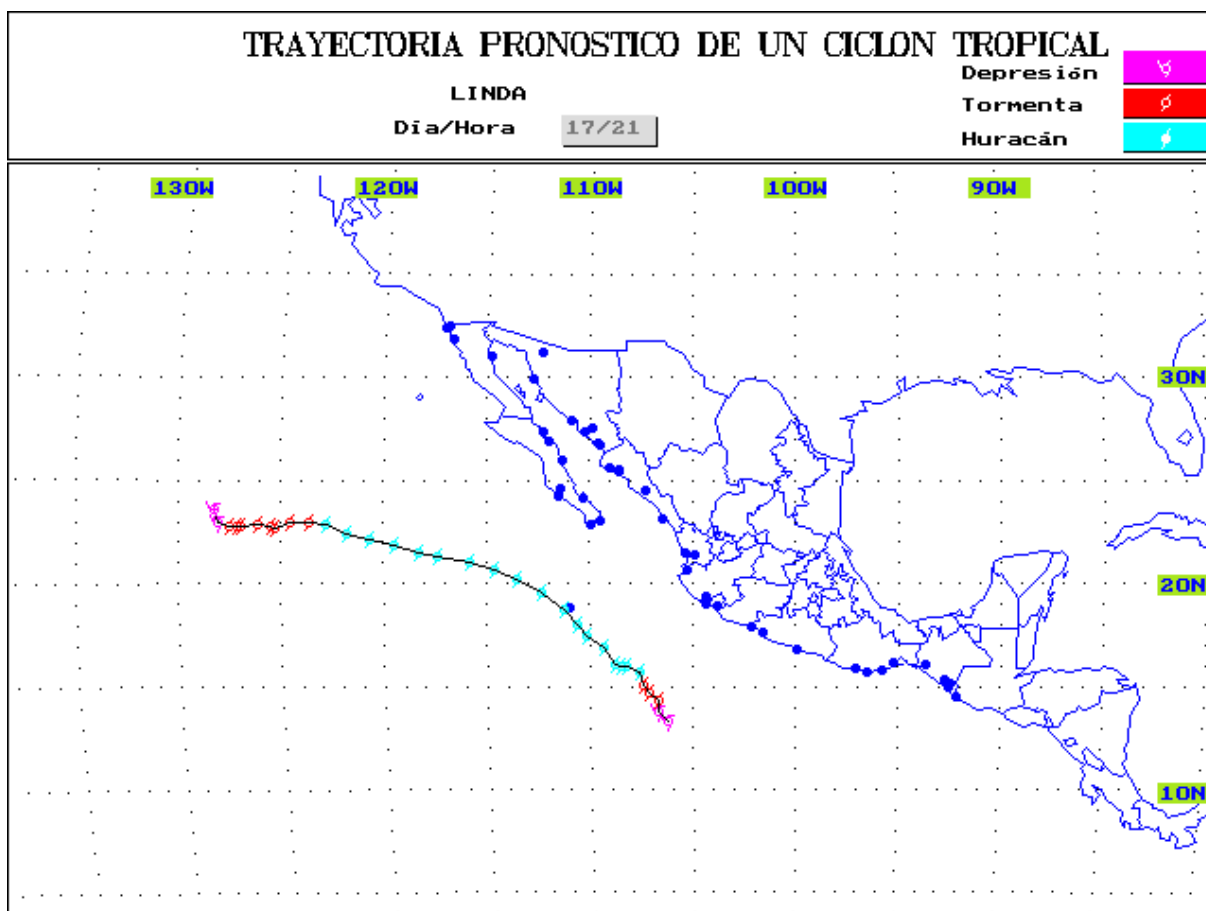 TRAYECTORIA PRONOSTICO DE UN CICLON TROPICAL
LINDA
Día/Hora 17/21
Depresión
Tormenta
Huracán
130W 120W 110W 100W 90W
30N
20N
10N